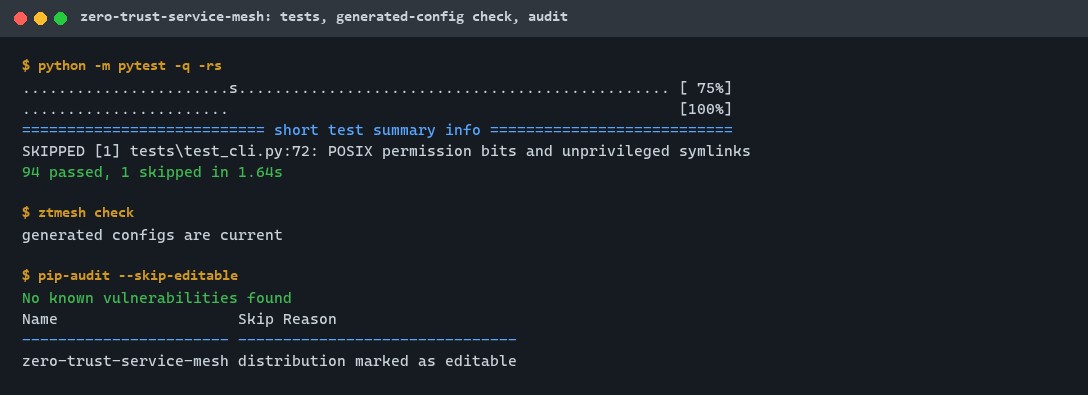 zero-trust-service-mesh: tests, generated-config check, audit
$ python -m pytest -q -rs
.......................s................................................ [ 75%]
.......................                                                  [100%]
=========================== short test summary info ===========================
SKIPPED [1] tests\test_cli.py:72: POSIX permission bits and unprivileged symlinks
94 passed, 1 skipped in 1.64s
$ ztmesh check
generated configs are current
$ pip-audit --skip-editable
No known vulnerabilities found
Name                    Skip Reason
----------------------- -------------------------------
zero-trust-service-mesh distribution marked as editable